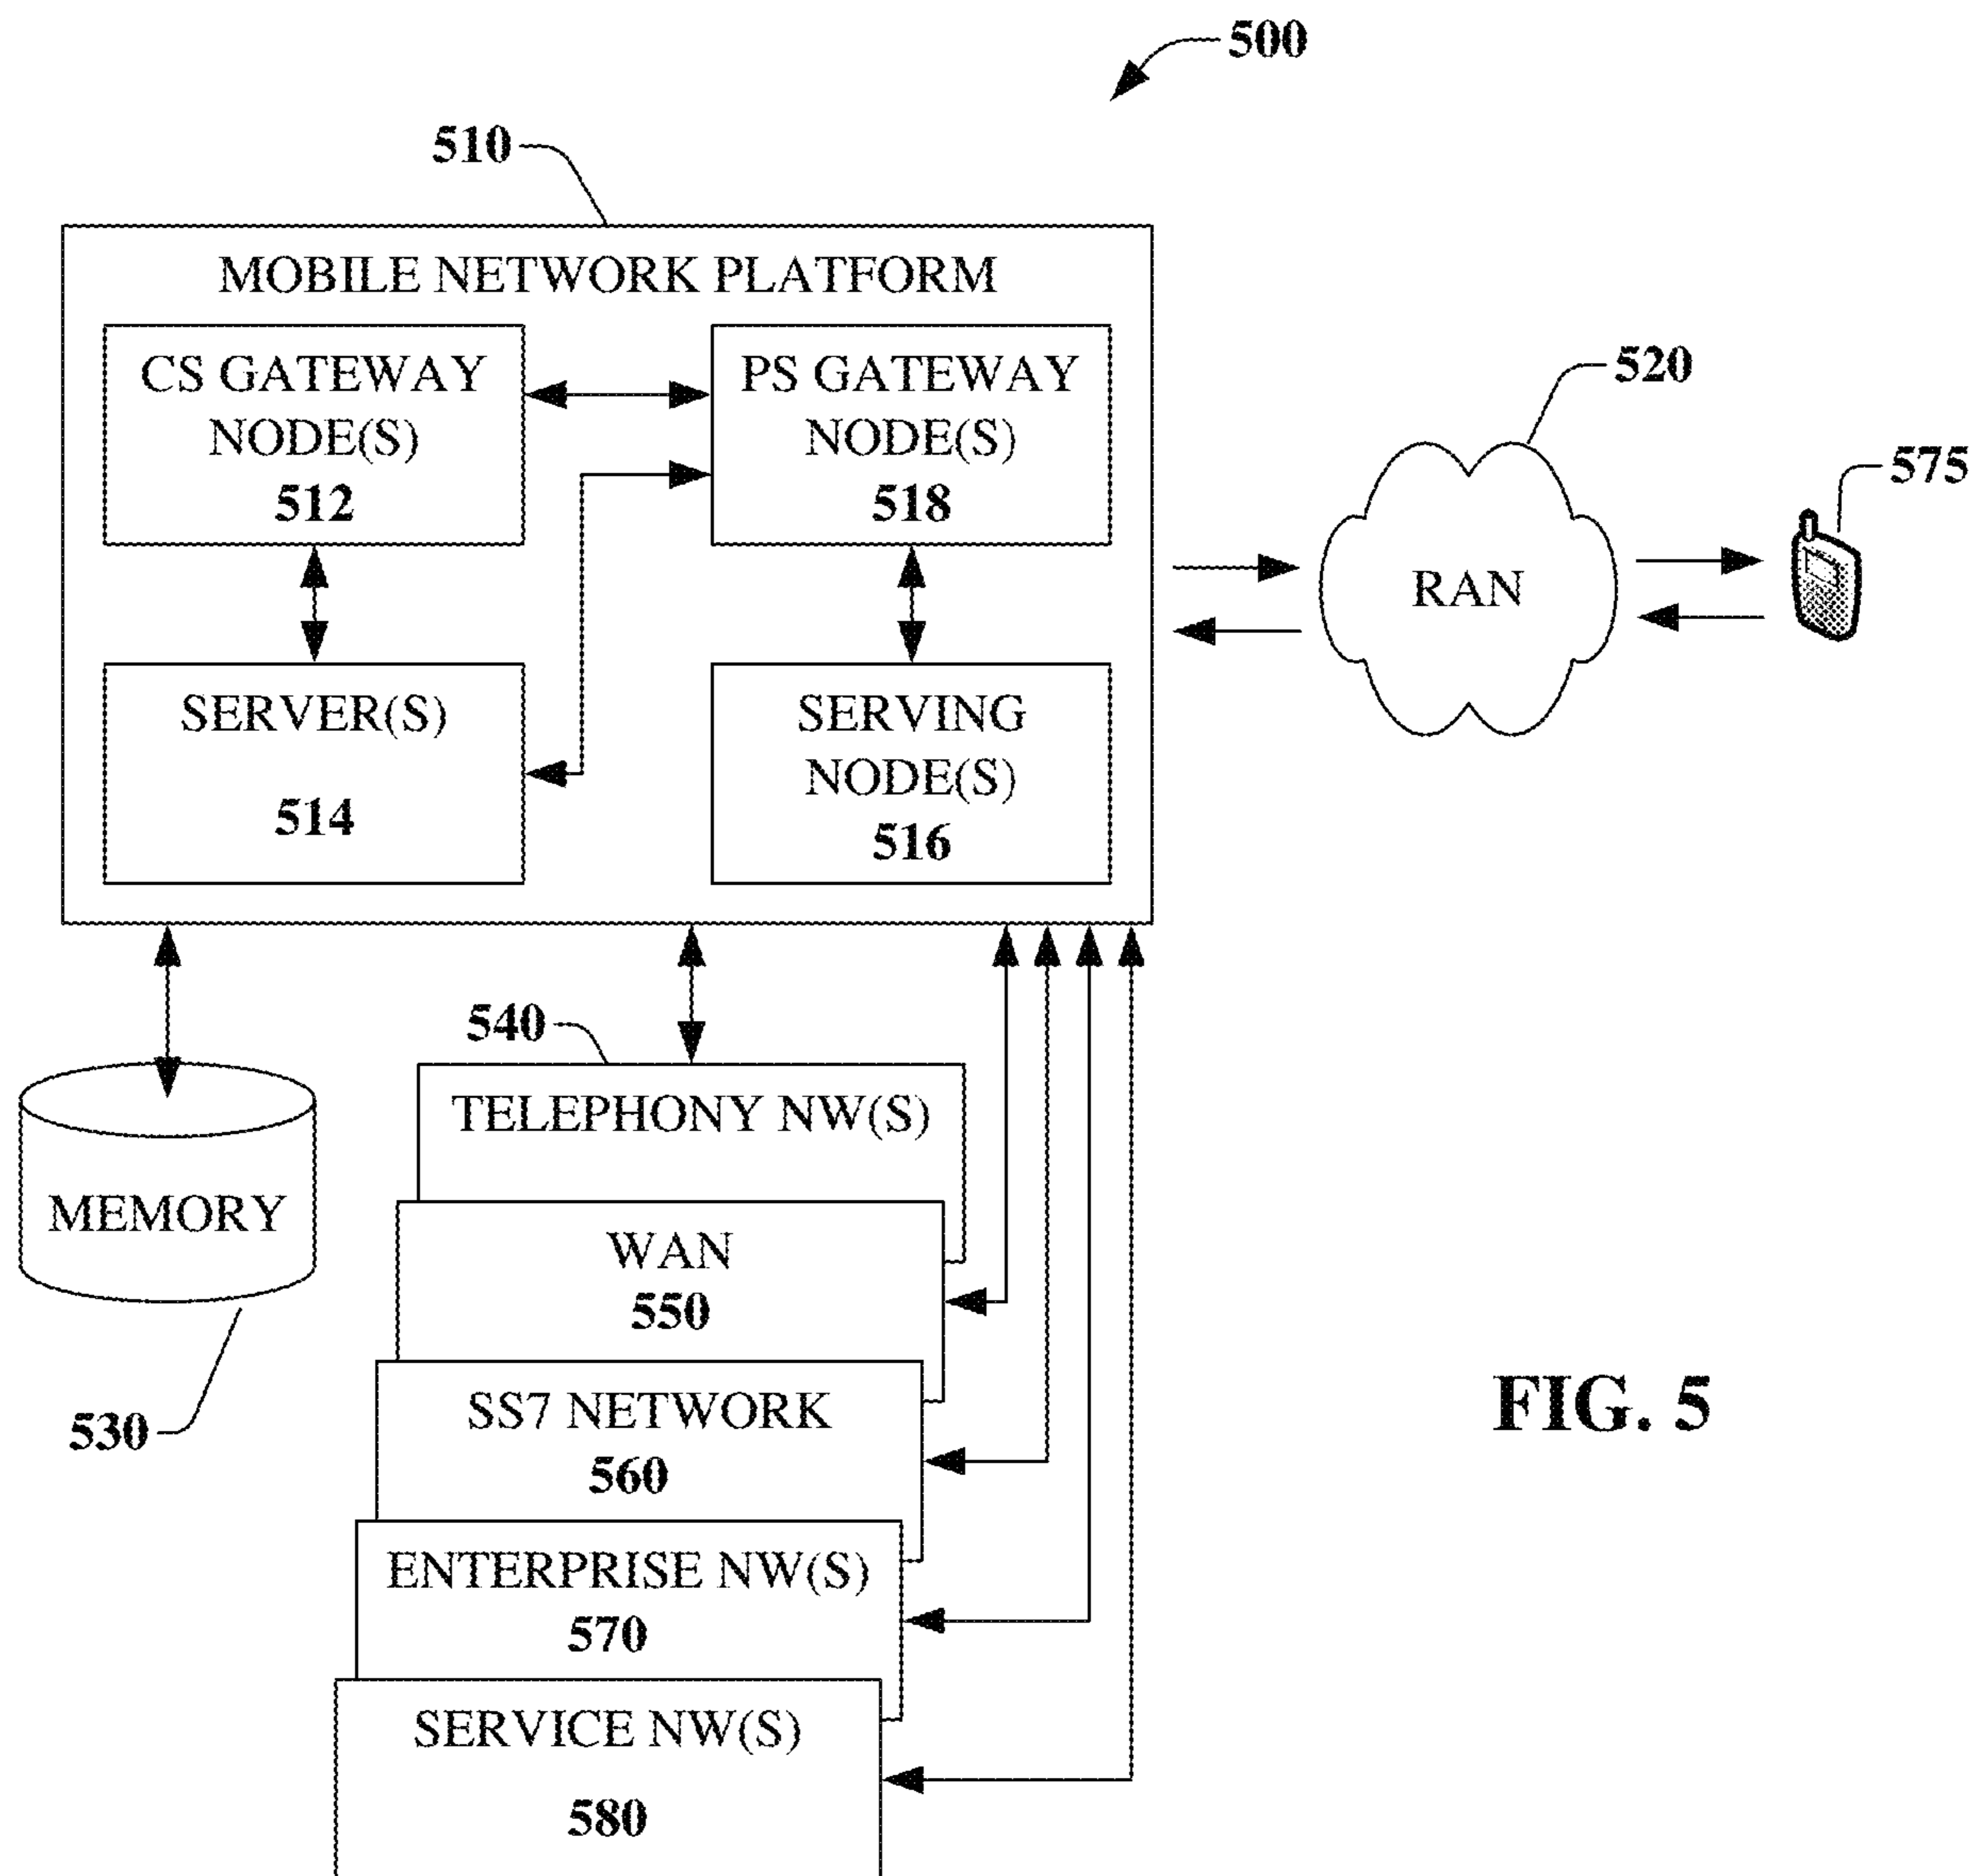 500
510
MOBILE NETWORK PLATFORM
CS GATEWAY
NODE(S)
512
PS GATEWAY
NODE(S)
518
SERVER(S)
514
SERVING
NODE(S)
516
520
RAN
575
540
TELEPHONY NW(S)
MEMORY
530
WAN
550
SS7 NETWORK
560
ENTERPRISE NW(S)
570
SERVICE NW(S)
580
FIG. 5